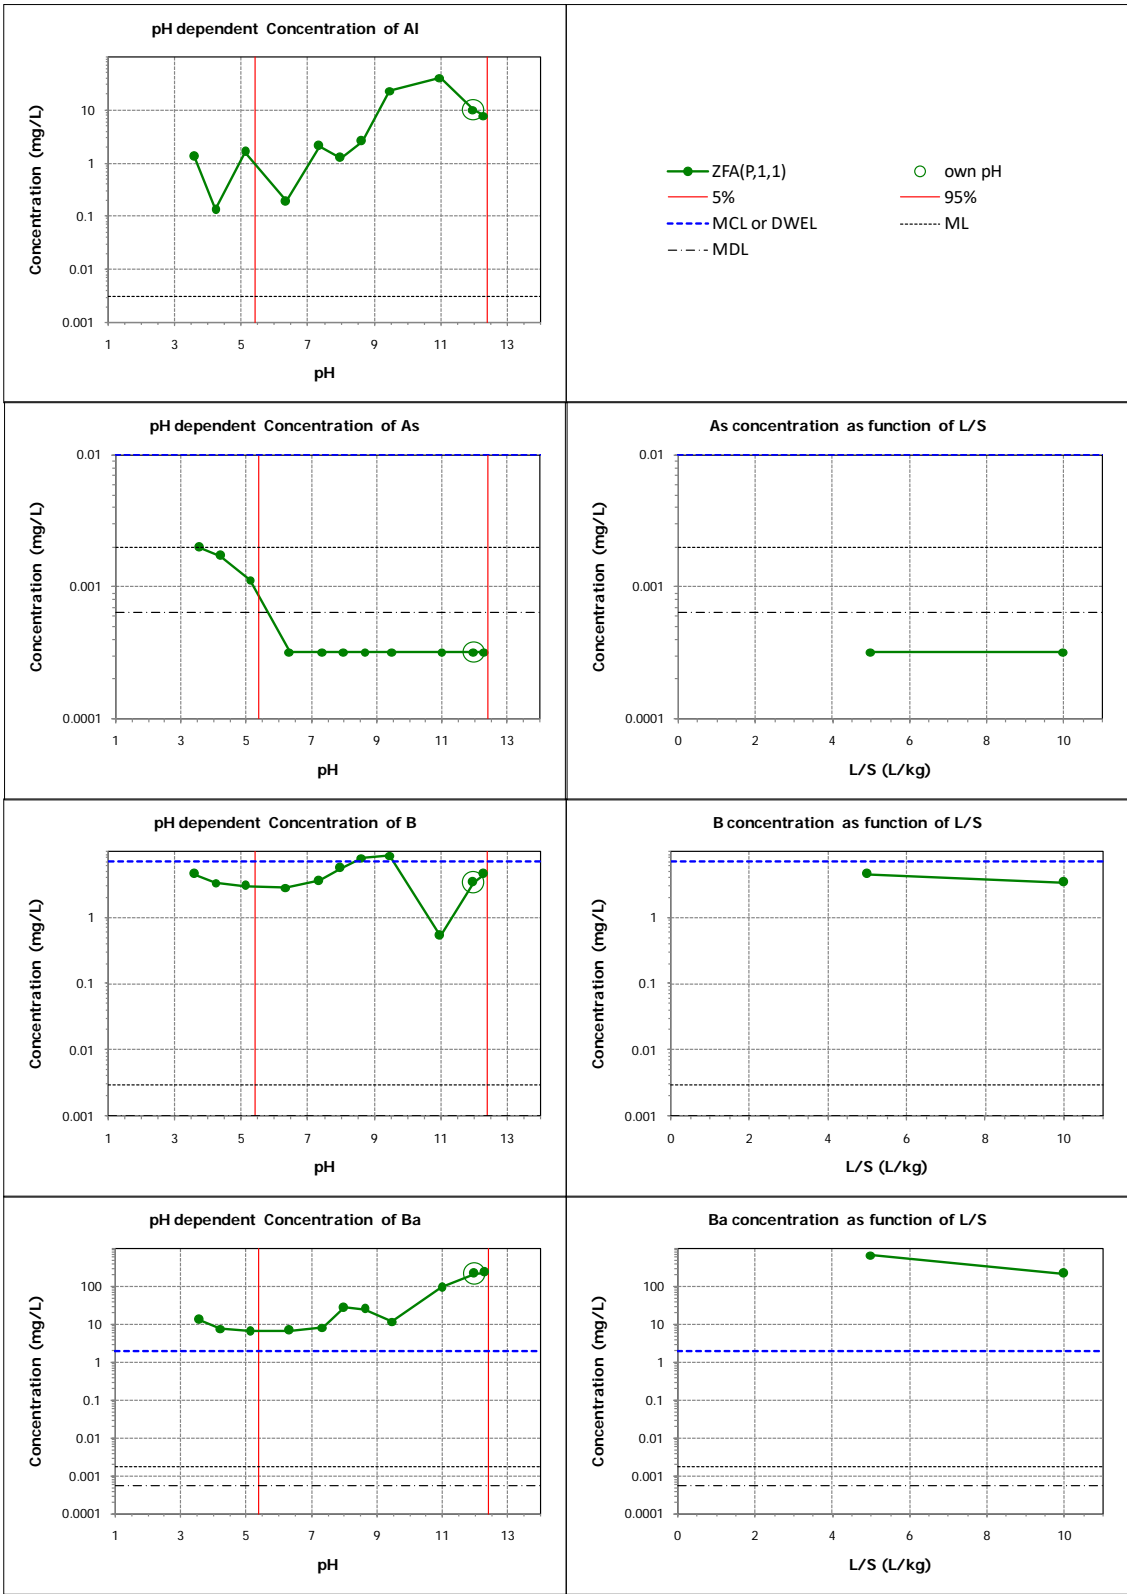 pH dependent Concentration of Al
Concentration (mg/L)
10
1
0.1
0.01
0.001
1 3 5 7 9 11 13
pH
ZFA(P,1,1) own pH
5% 95%
MCL or DWEL ML
MDL
pH dependent Concentration of As
Concentration (mg/L)
0.01
0.001
0.0001
1 3 5 7 9 11 13
pH
As concentration as function of L/S
Concentration (mg/L)
0.01
0.001
0.0001
0 2 4 6 8 10
L/S (L/kg)
pH dependent Concentration of B
Concentration (mg/L)
1
0.1
0.01
0.001
1 3 5 7 9 11 13
pH
B concentration as function of L/S
Concentration (mg/L)
1
0.1
0.01
0.001
0 2 4 6 8 10
L/S (L/kg)
pH dependent Concentration of Ba
Concentration (mg/L)
100
10
1
0.1
0.01
0.001
0.0001
1 3 5 7 9 11 13
pH
Ba concentration as function of L/S
Concentration (mg/L)
100
10
1
0.1
0.01
0.001
0.0001
0 2 4 6 8 10
L/S (L/kg)